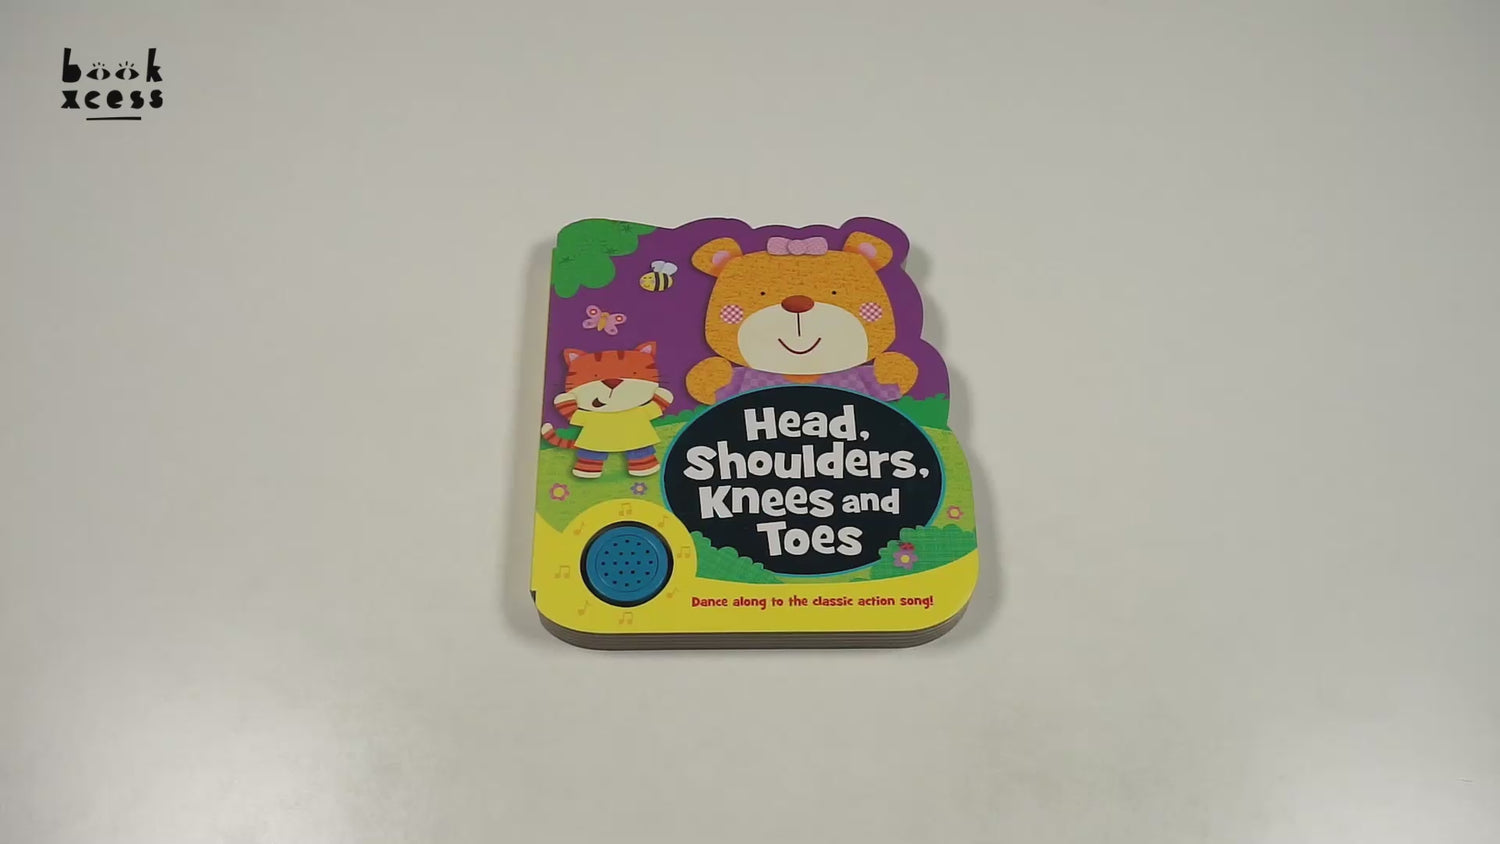 book
xcess
Head,
Shoulders,
Knees and
Toes
Dance along to the classic action song!